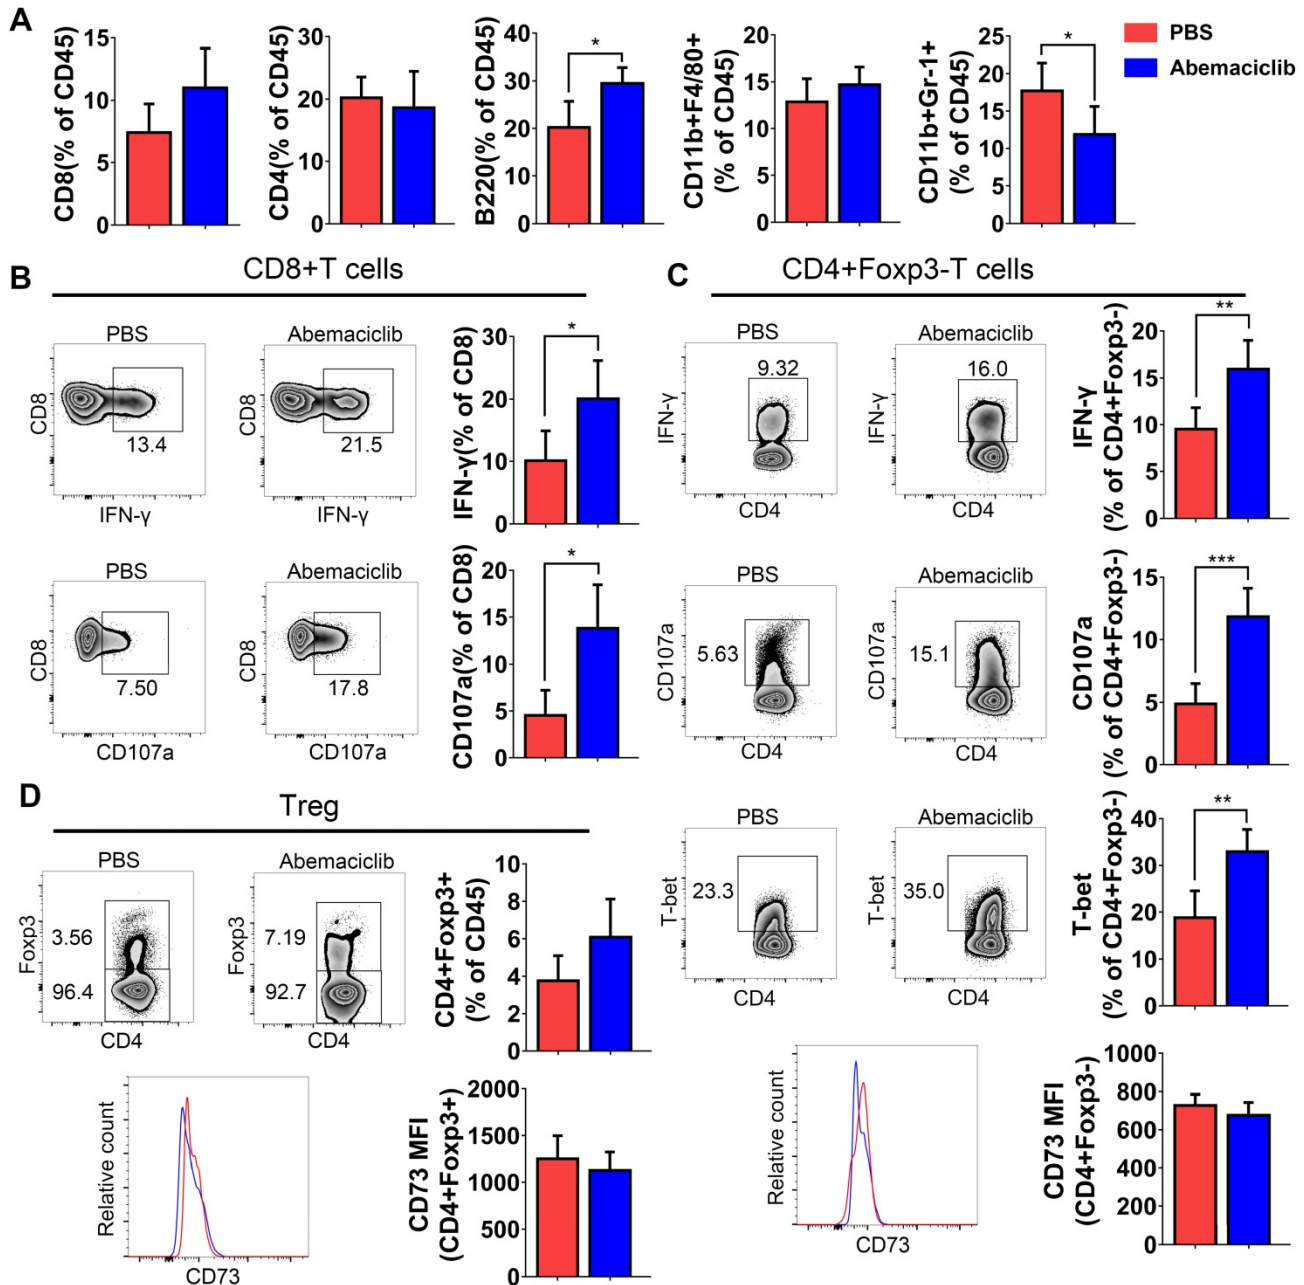 A
CD8(% of CD45)
15
10
5
0
CD4(% of CD45)
30
20
10
0
B220(% of CD45)
40
30
20
10
0
*
CD11b+F4/80+
(% of CD45)
20
15
10
5
0
CD11b+Gr-1+
(% of CD45)
25
20
15
10
5
0
*
PBS
Abemaciclib
B
CD8+T cells
PBS
CD8
13.4
IFN-γ
Abemaciclib
CD8
21.5
IFN-γ
IFN-γ(% of CD8)
30
20
10
0
*
PBS
CD8
7.50
CD107a
Abemaciclib
CD8
17.8
CD107a
CD107a(% of CD8)
20
15
10
5
0
*
C
CD4+Foxp3-T cells
PBS
9.32
IFN-γ
CD4
Abemaciclib
16.0
IFN-γ
CD4
IFN-γ
(% of CD4+Foxp3-)
20
15
10
5
0
**
PBS
CD107a
5.63
CD4
Abemaciclib
CD107a
15.1
CD4
CD107a
(% of CD4+Foxp3-)
15
10
5
0
***
PBS
T-bet
23.3
CD4
Abemaciclib
T-bet
35.0
CD4
T-bet
(% of CD4+Foxp3-)
40
30
20
10
0
**
Relative count
CD73
CD73 MFI
(CD4+Foxp3-)
1000
800
600
400
200
0
D
Treg
PBS
Foxp3
3.56
96.4
CD4
Abemaciclib
Foxp3
7.19
92.7
CD4
CD4+Foxp3+
(% of CD45)
10
8
6
4
2
0
Relative count
CD73
CD73 MFI
(CD4+Foxp3+)
2000
1500
1000
500
0